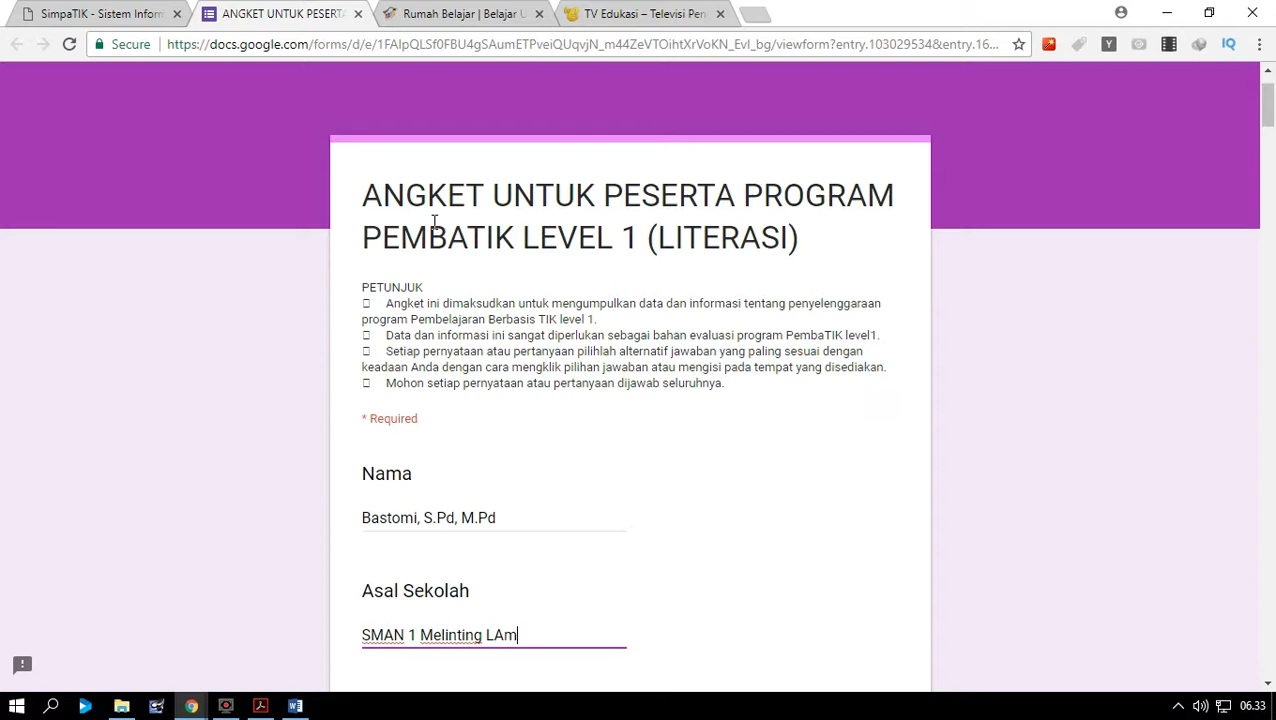 SimpaTIK - Sistem Inform
ANGKET UNTUK PESERTA
Rumah Belajar | Belajar U
TV Edukasi – Televisi Pen
Secure
https://docs.google.com/forms/d/e/1FAIpQLSf0FBUzgSAumETPveiQUqvjN_m44ZeVTOihtXrVoKN_EvI_bg/viewform?entry.1030299534&entry.16...
Y
IQ
ANGKET UNTUK PESERTA PROGRAM
PEMBATIK LEVEL 1 (LITERASI)
PETUNJUK
Angket ini dimaksudkan untuk mengumpulkan data dan informasi tentang penyelenggaraan
program Pembelajaran Berbasis TIK level 1.
Data dan informasi ini sangat diperlukan sebagai bahan evaluasi program PembaTIK level1.
Setiap pernyataan atau pertanyaan pilihlah alternatif jawaban yang paling sesuai dengan
keadaan Anda dengan cara mengklik pilihan jawaban atau mengisi pada tempat yang disediakan.
Mohon setiap pernyataan atau pertanyaan dijawab seluruhnya.
* Required
Nama
Bastomi, S.Pd, M.Pd
Asal Sekolah
SMAN 1 Melinting LAm
06.33